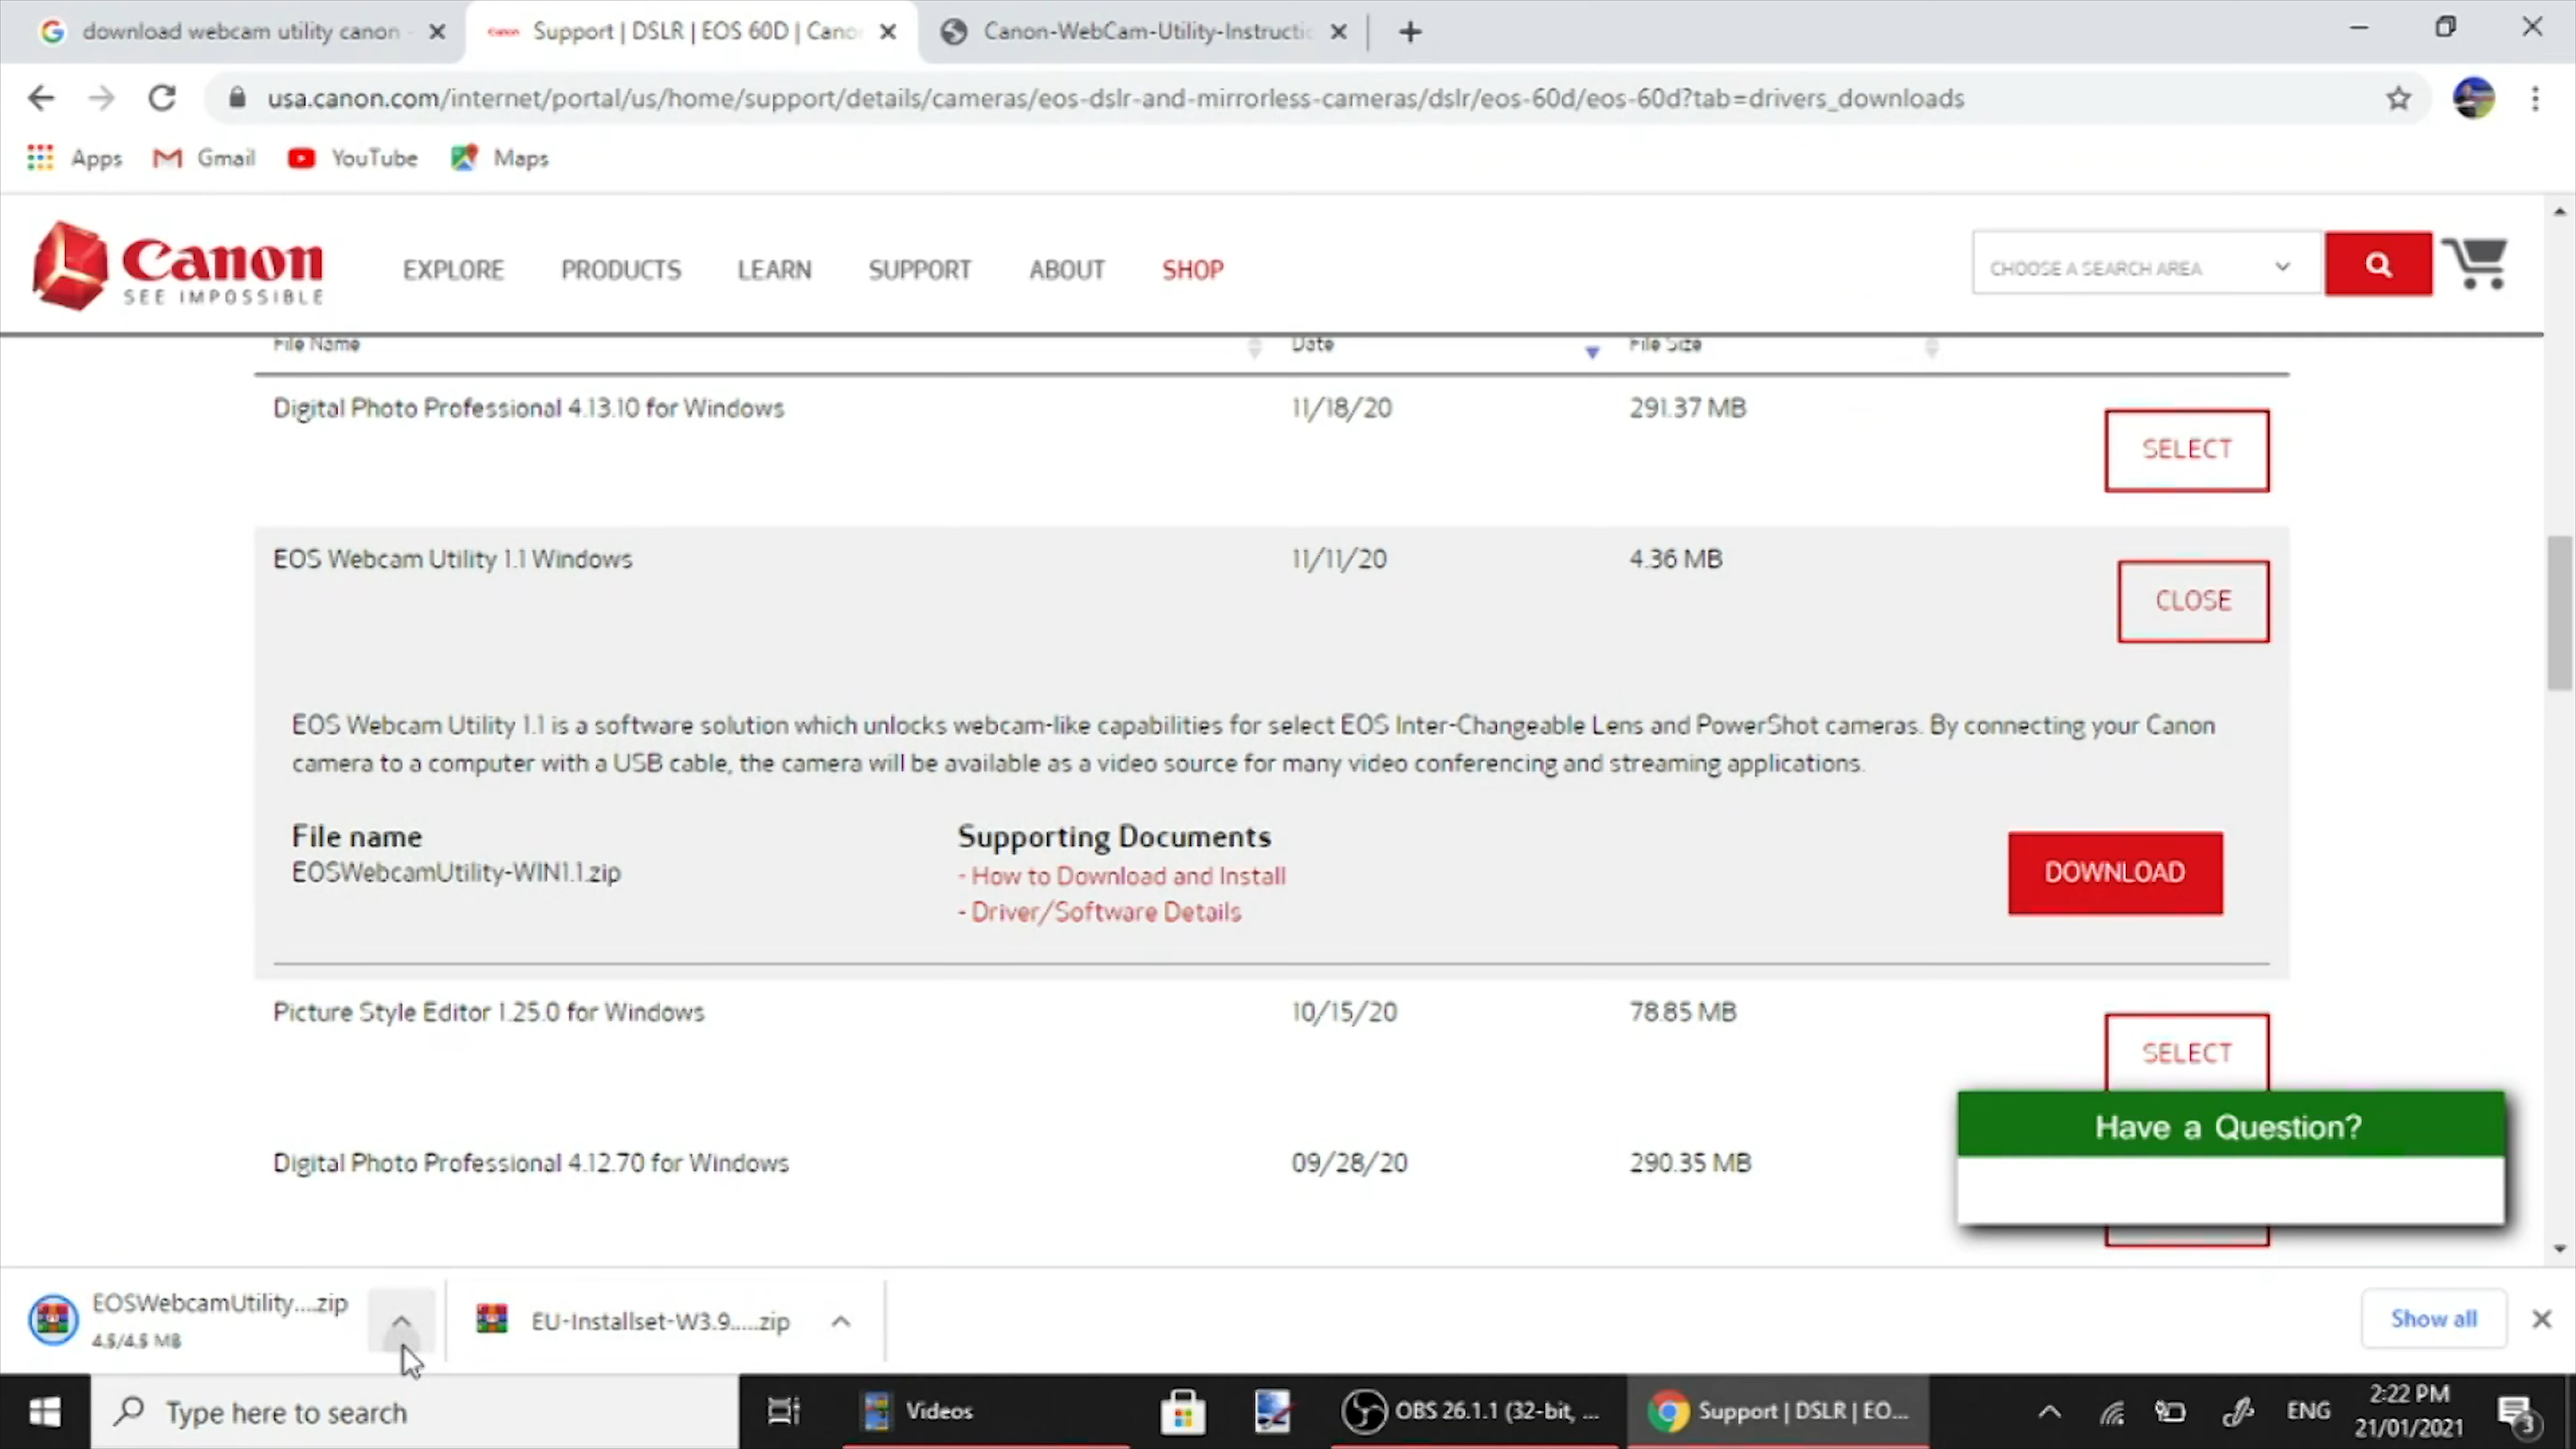 download webcam utility canon
Support | DSLR | EOS 60D | Cano
Canon-WebCam-Utility-Instructi
usa.canon.com/internet/portal/us/home/support/details/cameras/eos-dslr-and-mirrorless-cameras/dslr/eos-60d/eos-60d?tab=drivers_downloads
Apps
Gmail
YouTube
Maps
Canon
SEE IMPOSSIBLE
EXPLORE
PRODUCTS
LEARN
SUPPORT
ABOUT
SHOP
CHOOSE A SEARCH AREA
File Name
Date
File Size
Digital Photo Professional 4.13.10 for Windows
11/18/20
291.37 MB
SELECT
EOS Webcam Utility 1.1 Windows
11/11/20
4.36 MB
CLOSE
EOS Webcam Utility 1.1 is a software solution which unlocks webcam-like capabilities for select EOS Inter-Changeable Lens and PowerShot cameras. By connecting your Canon
camera to a computer with a USB cable, the camera will be available as a video source for many video conferencing and streaming applications.
File name
EOSWebcamUtility-WIN1.1.zip
Supporting Documents
- How to Download and Install
- Driver/Software Details
DOWNLOAD
Picture Style Editor 1.25.0 for Windows
10/15/20
78.85 MB
SELECT
Digital Photo Professional 4.12.70 for Windows
09/28/20
290.35 MB
Have a Question?
EOSWebcamUtility....zip
4.5/4.5 MB
EU-Installset-W3.9.....zip
Show all
Type here to search
Videos
OBS 26.1.1 (32-bit, ...
Support | DSLR | EO...
ENG
2:22 PM
21/01/2021
3